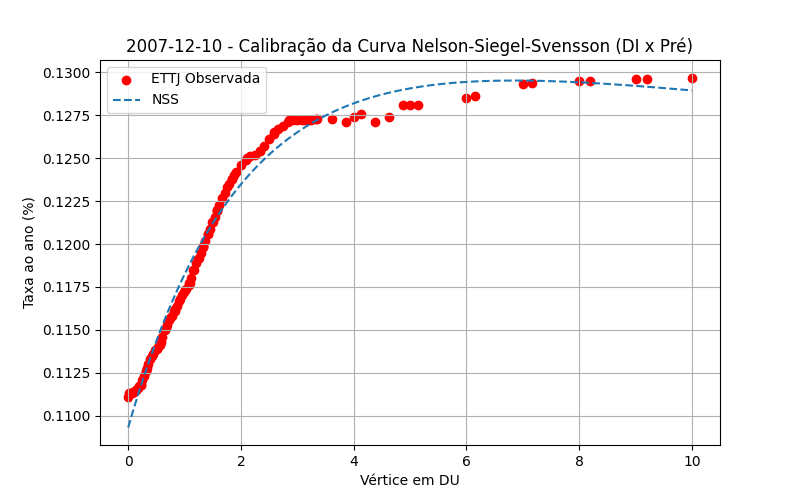 2007-12-10 - Calibração da Curva Nelson-Siegel-Svensson (DI x Pré)
ETTJ Observada
NSS
Taxa ao ano (%)
0.1300
0.1275
0.1250
0.1225
0.1200
0.1175
0.1150
0.1125
0.1100
0 2 4 6 8 10
Vértice em DU